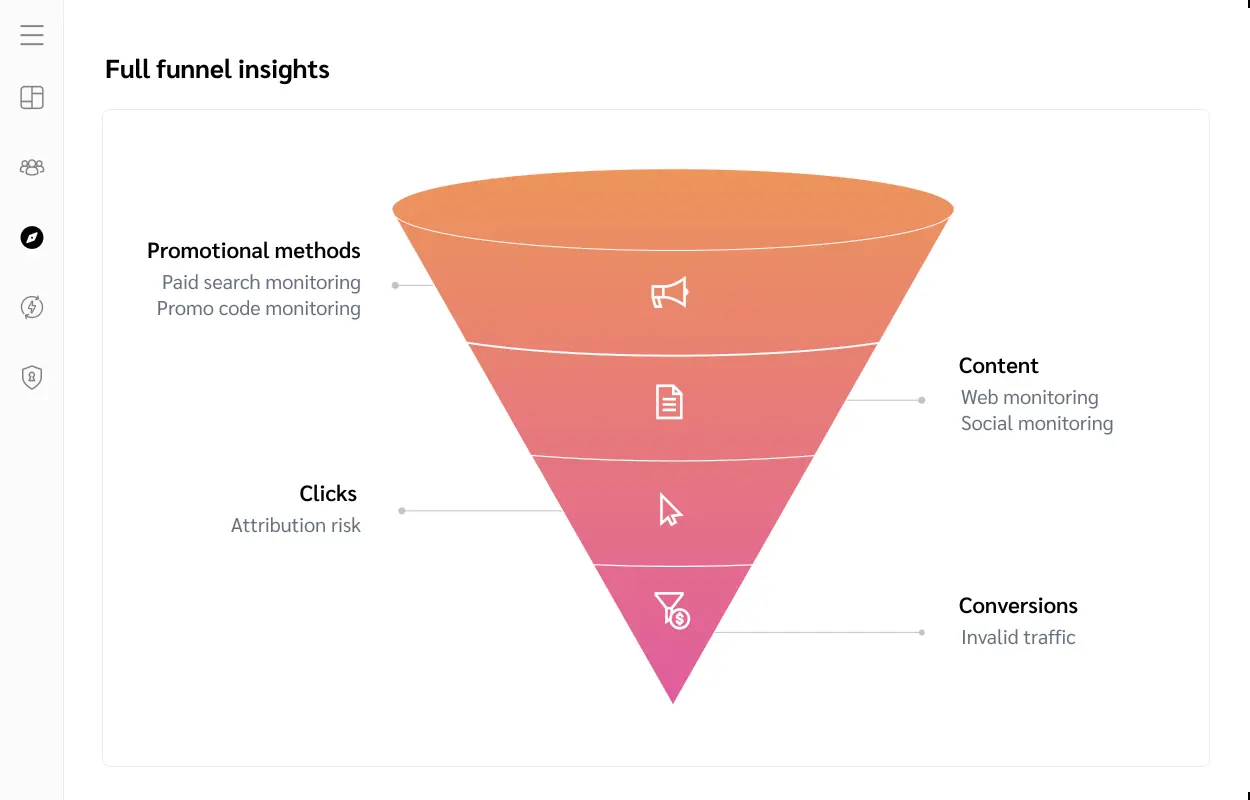 Full funnel insights
Promotional methods
Paid search monitoring
Promo code monitoring
Content
Web monitoring
Social monitoring
Clicks
Attribution risk
$
Conversions
Invalid traffic